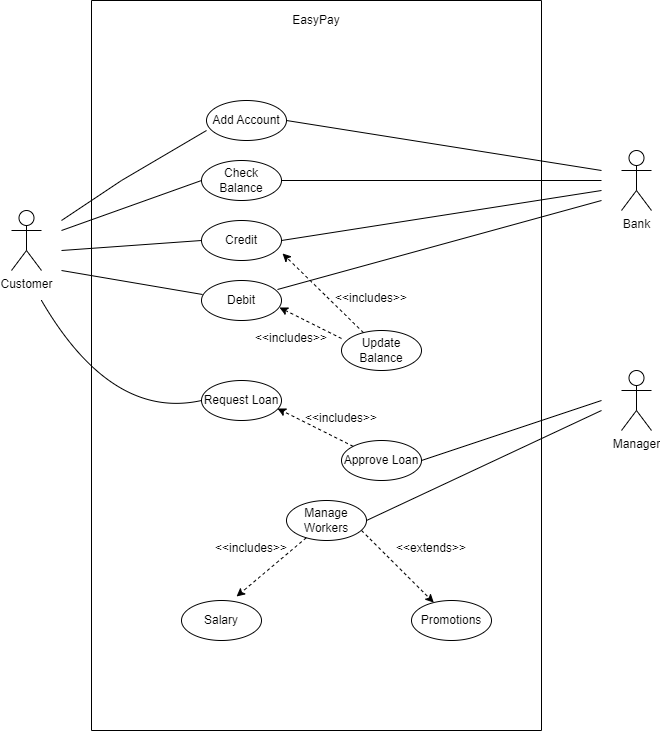 EasyPay
Add Account
Check
Balance
Bank
Credit
Customer
<<includes>>
Debit
<<includes>>
Update
Balance
Request Loan
<<includes>>
Manager
Approve Loan
Manage
Workers
<<includes>>
<<extends>>
Salary
Promotions